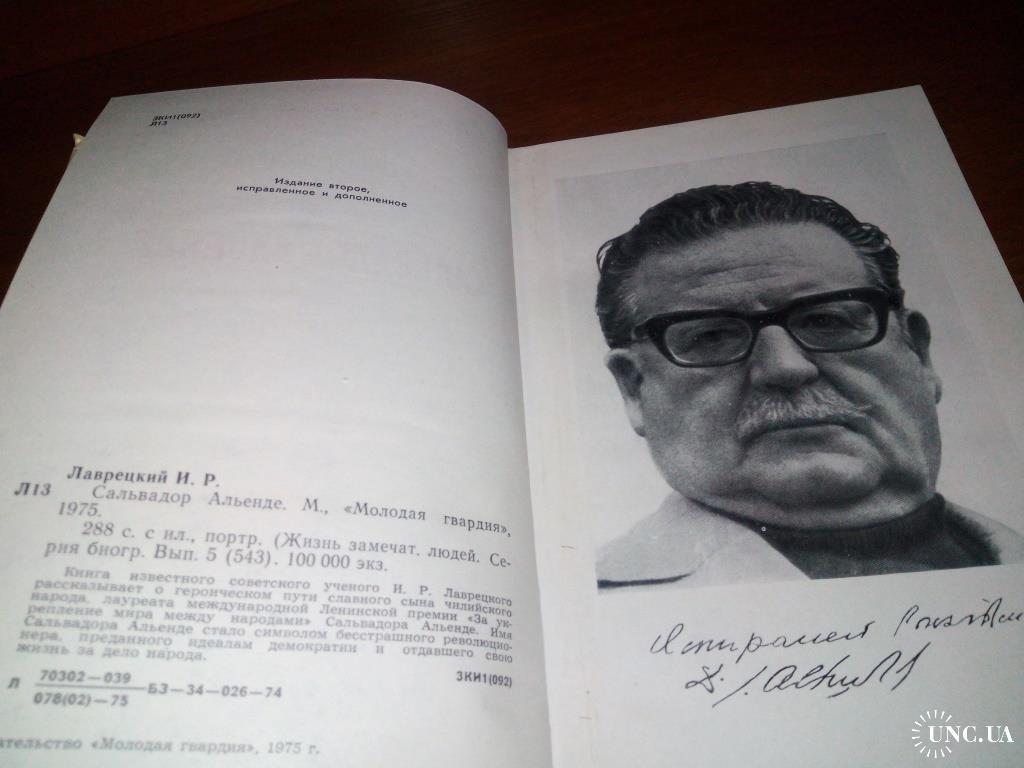 ЗКИ1(092)
Л13
Издание второе,
исправленное и дополненное
Лаврецкий И. Р.
Л13 Сальвадор Альенде. М., «Молодая гвардия»,
1975.
288 с. с ил., портр. (Жизнь замечат. людей. Се-
рия биогр. Вып. 5 (543). 100 000 экз.
Книга известного советского ученого И. Р. Лаврецкого
рассказывает о героическом пути славного сына чилийского
народа, лауреата международной Ленинской премии «За ук-
репление мира между народами» Сальвадора Альенде. Имя
Сальвадора Альенде стало символом бесстрашного революцио-
нера, преданного идеалам демократии и отдавшего свою
жизнь за дело народа.
Л 70302—039
078(02)—75 БЗ—34—026—74 ЗКИ1(092)
ательство «Молодая гвардия», 1975 г.
UNC.UA